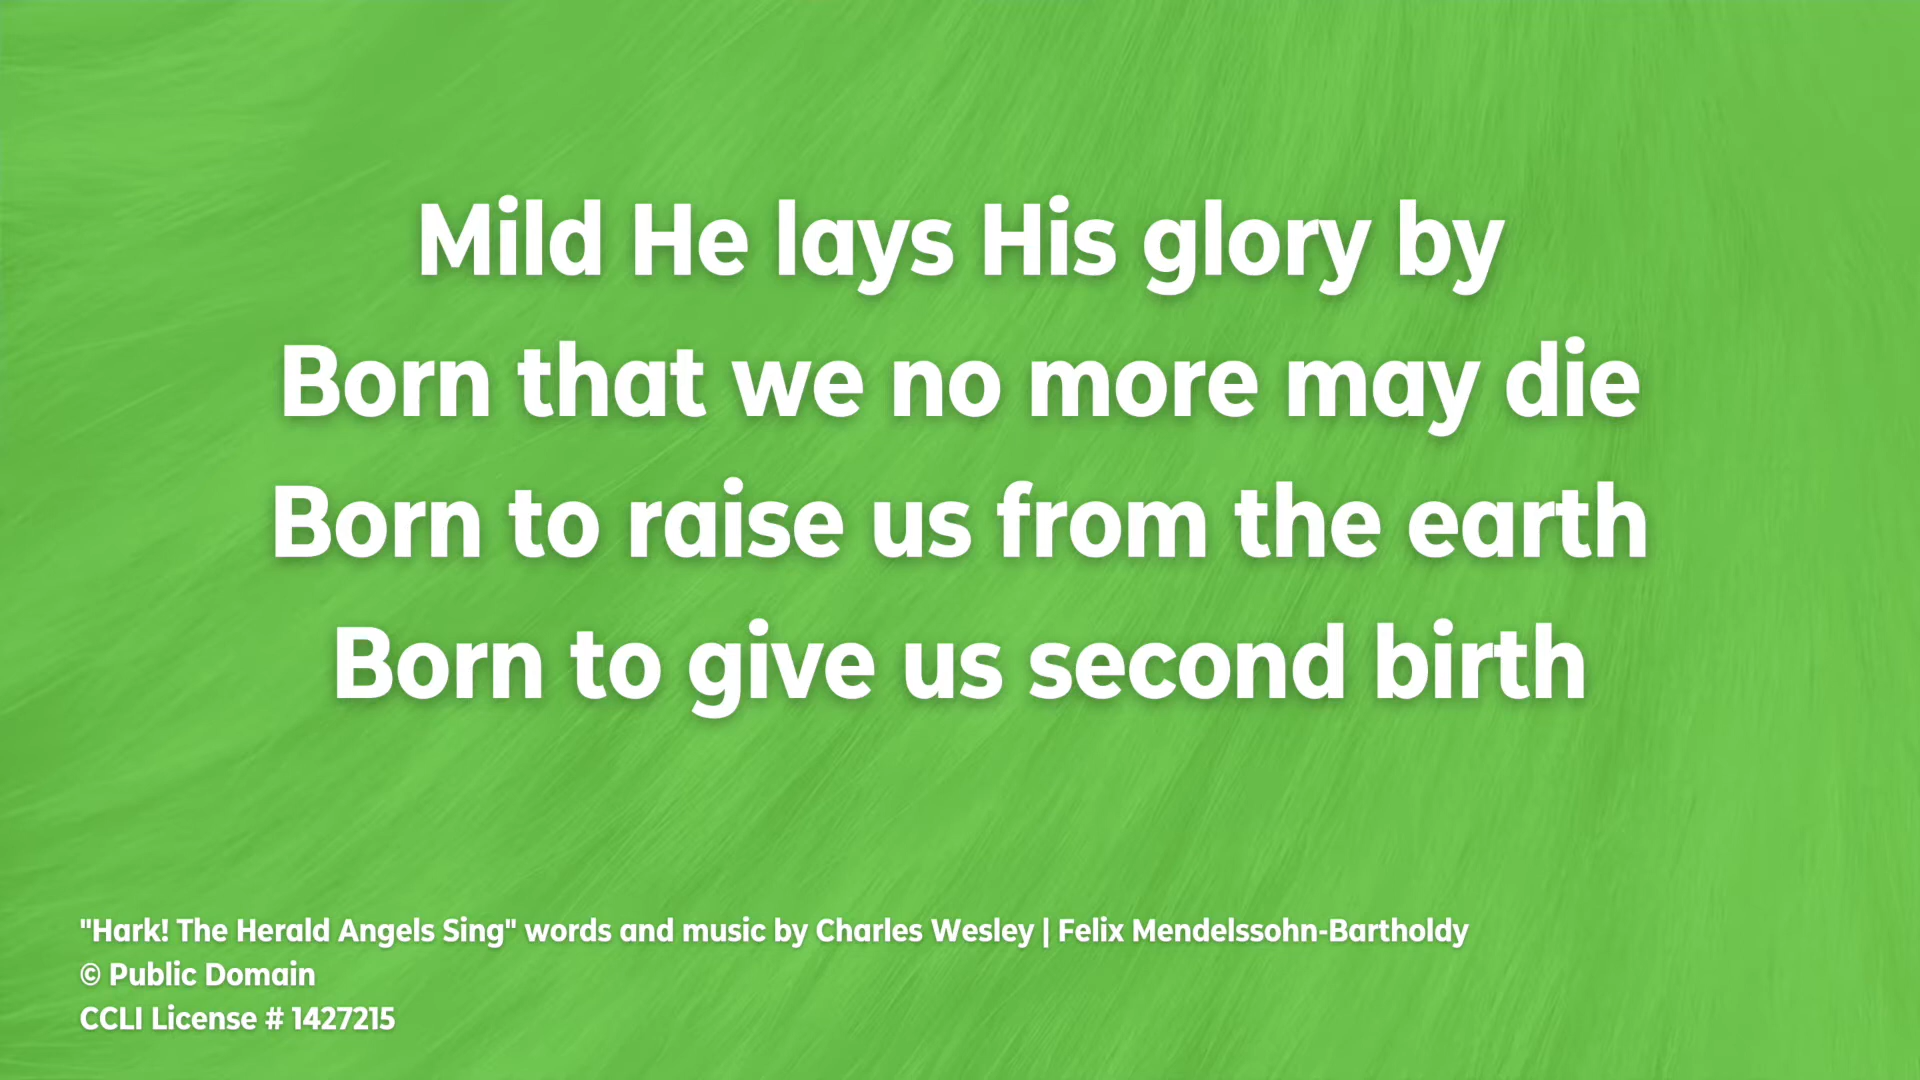 Mild He lays His glory by
Born that we no more may die
Born to raise us from the earth
Born to give us second birth
"Hark! The Herald Angels Sing" words and music by Charles Wesley | Felix Mendelssohn-Bartholdy
© Public Domain
CCLI License # 1427215